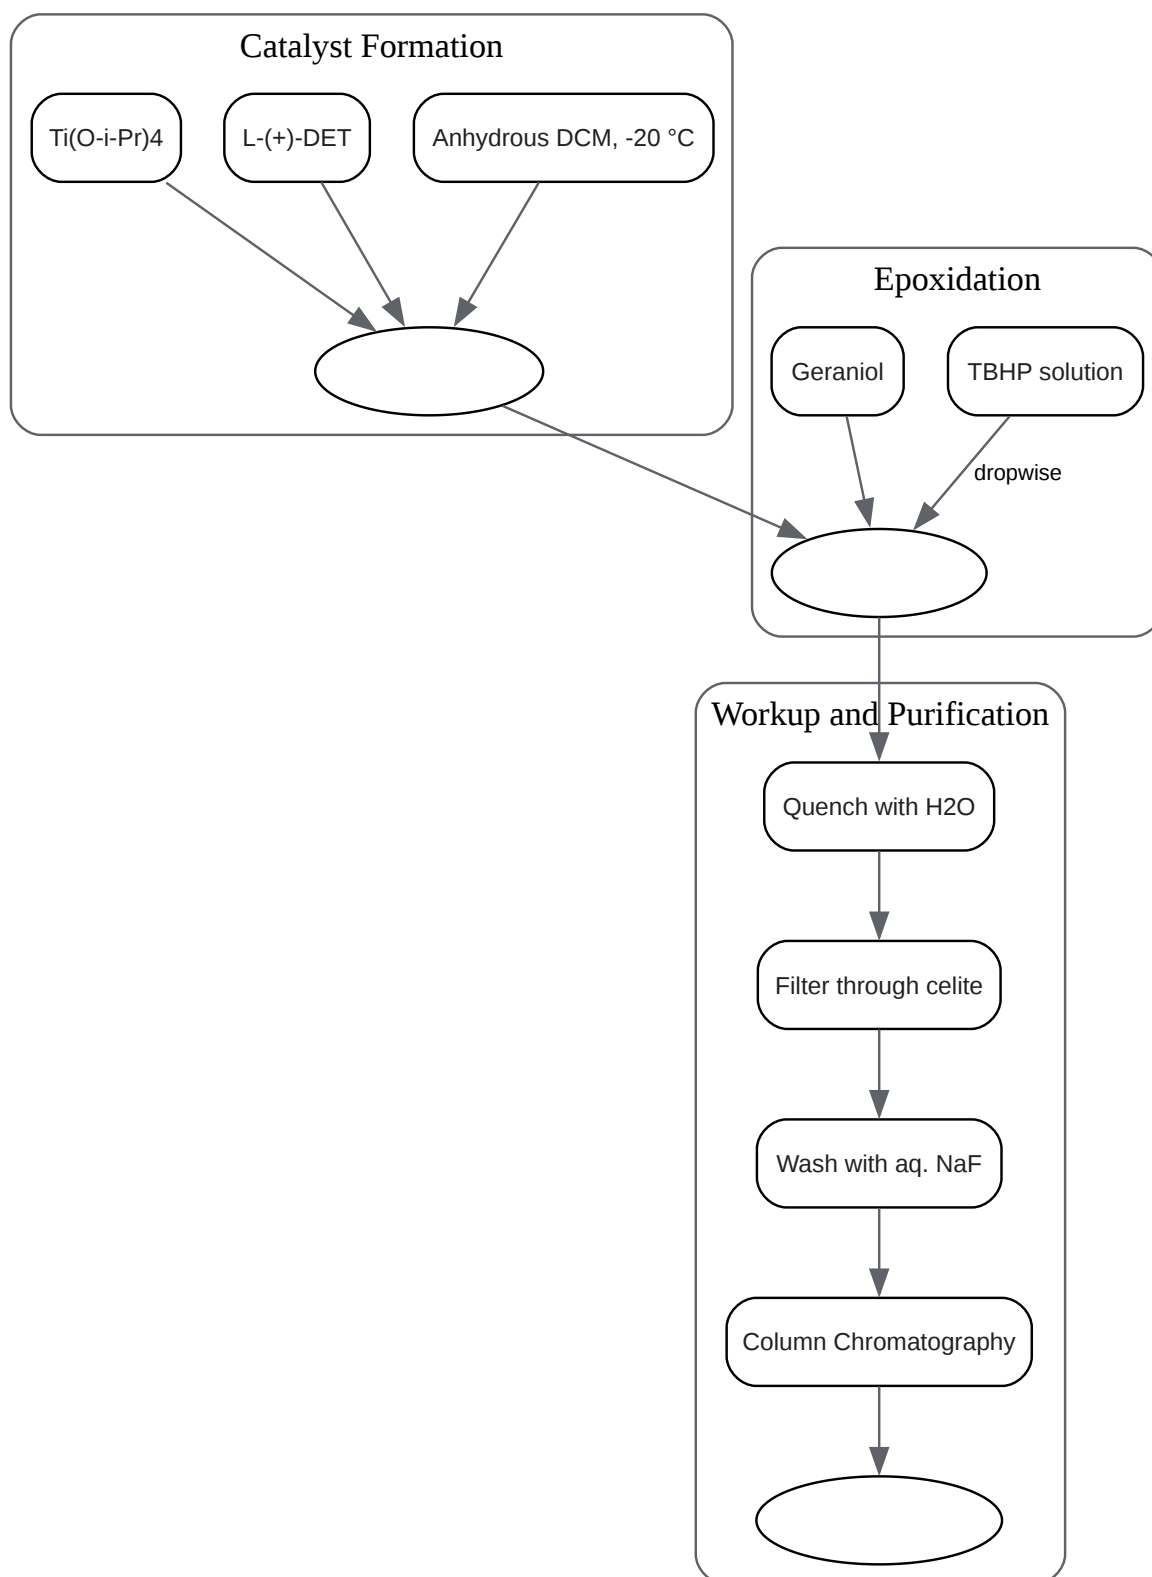 Catalyst Formation
Ti(O-i-Pr)4
L-(+)-DET
Anhydrous DCM, -20 °C
Epoxidation
Geraniol
TBHP solution
dropwise
Workup and Purification
Quench with H2O
Filter through celite
Wash with aq. NaF
Column Chromatography